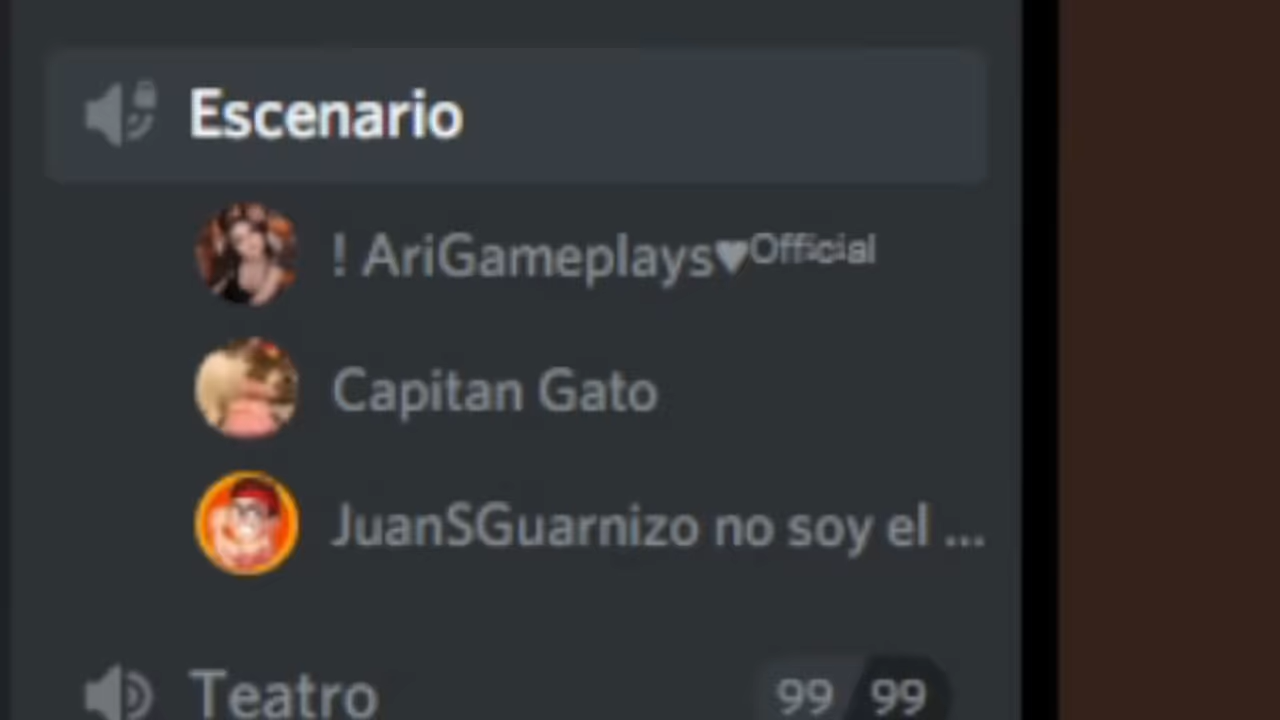 Escenario
! AriGameplays♥ᴼᶠᶠⁱᶜⁱᵃˡ
Capitan Gato
JuanSGuarnizo no soy el ...
Teatro 99 99